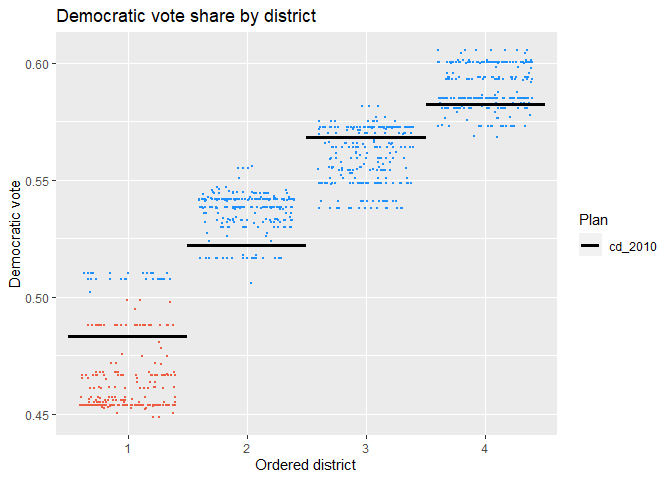 Democratic vote share by district
Democratic vote
0.60
0.55
0.50
0.45
1 2 3 4
Ordered district
Plan
cd_2010